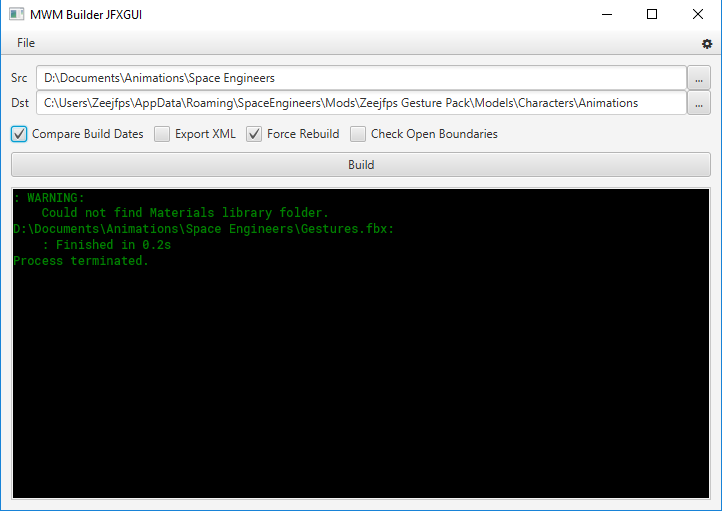 MWM Builder JFXGUI
File
Src D:\Documents\Animations\Space Engineers ...
Dst C:\Users\Zeejfps\AppData\Roaming\SpaceEngineers\Mods\Zeejfps Gesture Pack\Models\Characters\Animations ...
Compare Build Dates Export XML Force Rebuild Check Open Boundaries
Build
: WARNING:
Could not find Materials library folder.
D:\Documents\Animations\Space Engineers\Gestures.fbx:
: Finished in 0.2s
Process terminated.